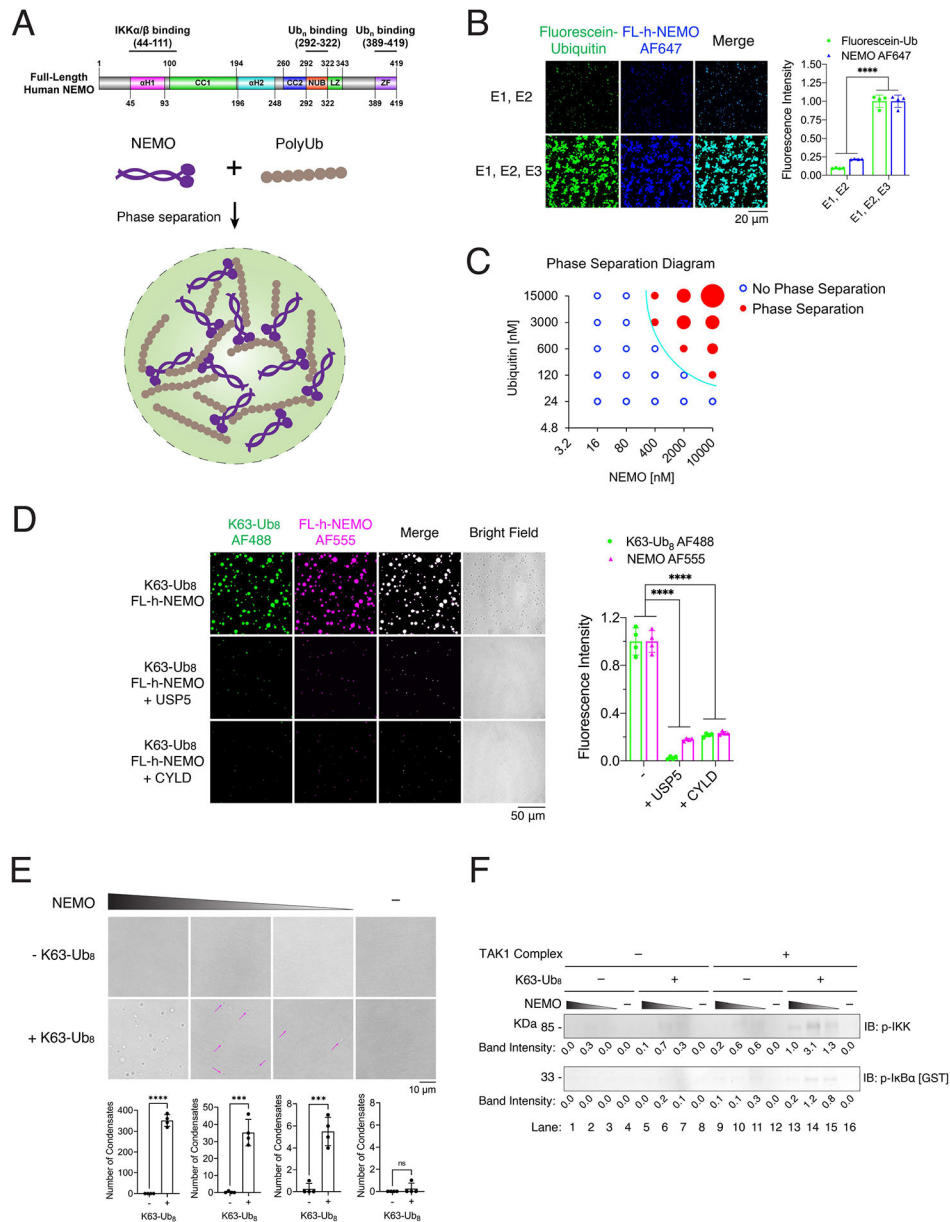 A
IKKα/β binding
(44-111)
Ubn binding
(292-322)
Ubn binding
(389-419)
1 100 194 260 292 322 343 419
Full-Length
Human NEMO
αH1 CC1 αH2 CC2 NUB LZ ZF
45 93 196 248 322 389 419
NEMO + PolyUb
Phase separation
B
Fluorescein-
Ubiquitin
FL-h-NEMO
AF647
Merge
E1, E2
E1, E2, E3
20 μm
Fluorescein-Ub
NEMO AF647
****
Fluorescence Intensity
1.50
1.25
1.00
0.75
0.50
0.25
0.00
E1, E2
E1, E2, E3
C
Phase Separation Diagram
No Phase Separation
Phase Separation
Ubiquitin [nM]
15000
3000
600
120
24
4.8
3.2 16 80 400 2000 10000
NEMO [nM]
D
K63-Ub₈
AF488
FL-h-NEMO
AF555
Merge
Bright Field
K63-Ub₈
FL-h-NEMO
K63-Ub₈
FL-h-NEMO
+ USP5
K63-Ub₈
FL-h-NEMO
+ CYLD
50 μm
K63-Ub₈ AF488
NEMO AF555
****
****
Fluorescence Intensity
1.2
0.8
0.4
0.0
-
+ USP5
+ CYLD
E
NEMO –
- K63-Ub₈
+ K63-Ub₈
10 μm
Number of Condensates
400
300
200
100
0
****
- +
K63-Ub₈
Number of Condensates
60
40
20
0
***
- +
K63-Ub₈
Number of Condensates
8
6
4
2
0
***
- +
K63-Ub₈
Number of Condensates
8
6
4
2
0
ns
- +
K63-Ub₈
F
TAK1 Complex – +
K63-Ub₈ – + – +
NEMO – – – –
KDa 85 - IB: p-IKK
Band Intensity: 0.0 0.3 0.0 0.0 0.1 0.7 0.3 0.0 0.2 0.6 0.6 0.0 1.0 3.1 1.3 0.0
33 - IB: p-IκBα [GST]
Band Intensity: 0.0 0.0 0.0 0.0 0.0 0.2 0.1 0.0 0.1 0.1 0.3 0.0 0.2 1.2 0.8 0.0
Lane: 1 2 3 4 5 6 7 8 9 10 11 12 13 14 15 16